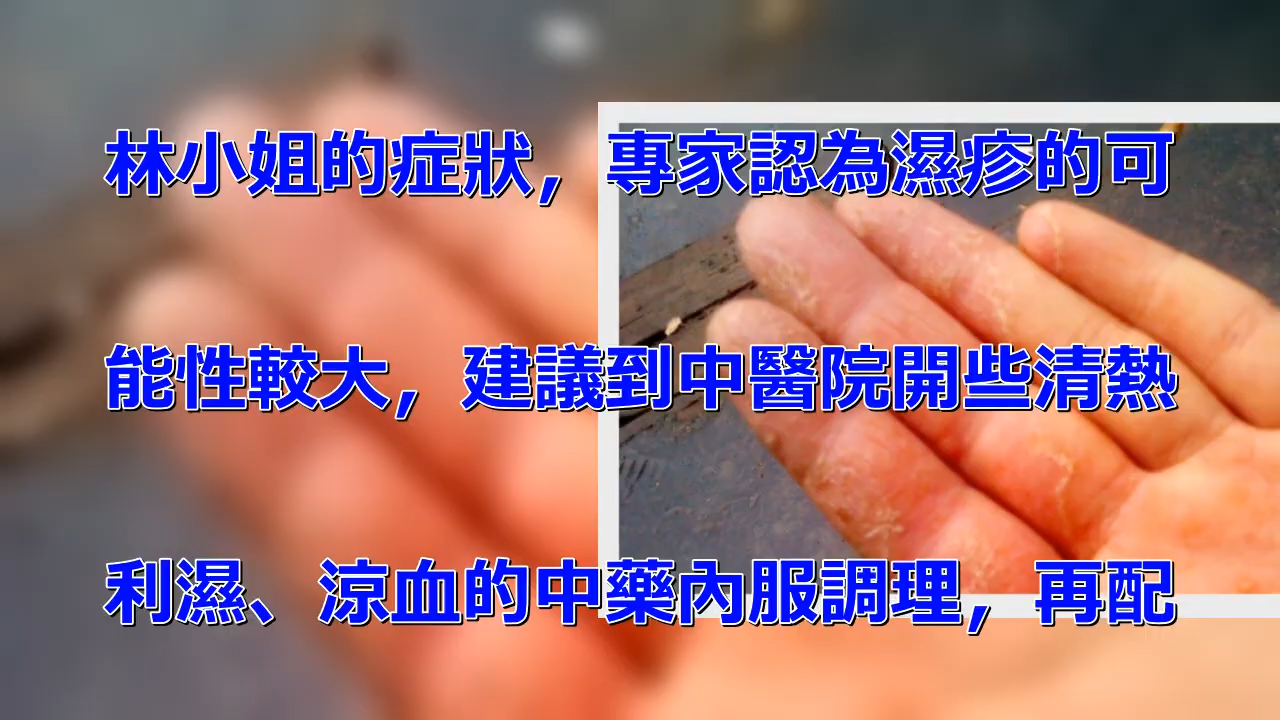 林小姐的症狀，專家認為濕疹的可
能性較大，建議到中醫院開些清熱
利濕、涼血的中藥內服調理，再配